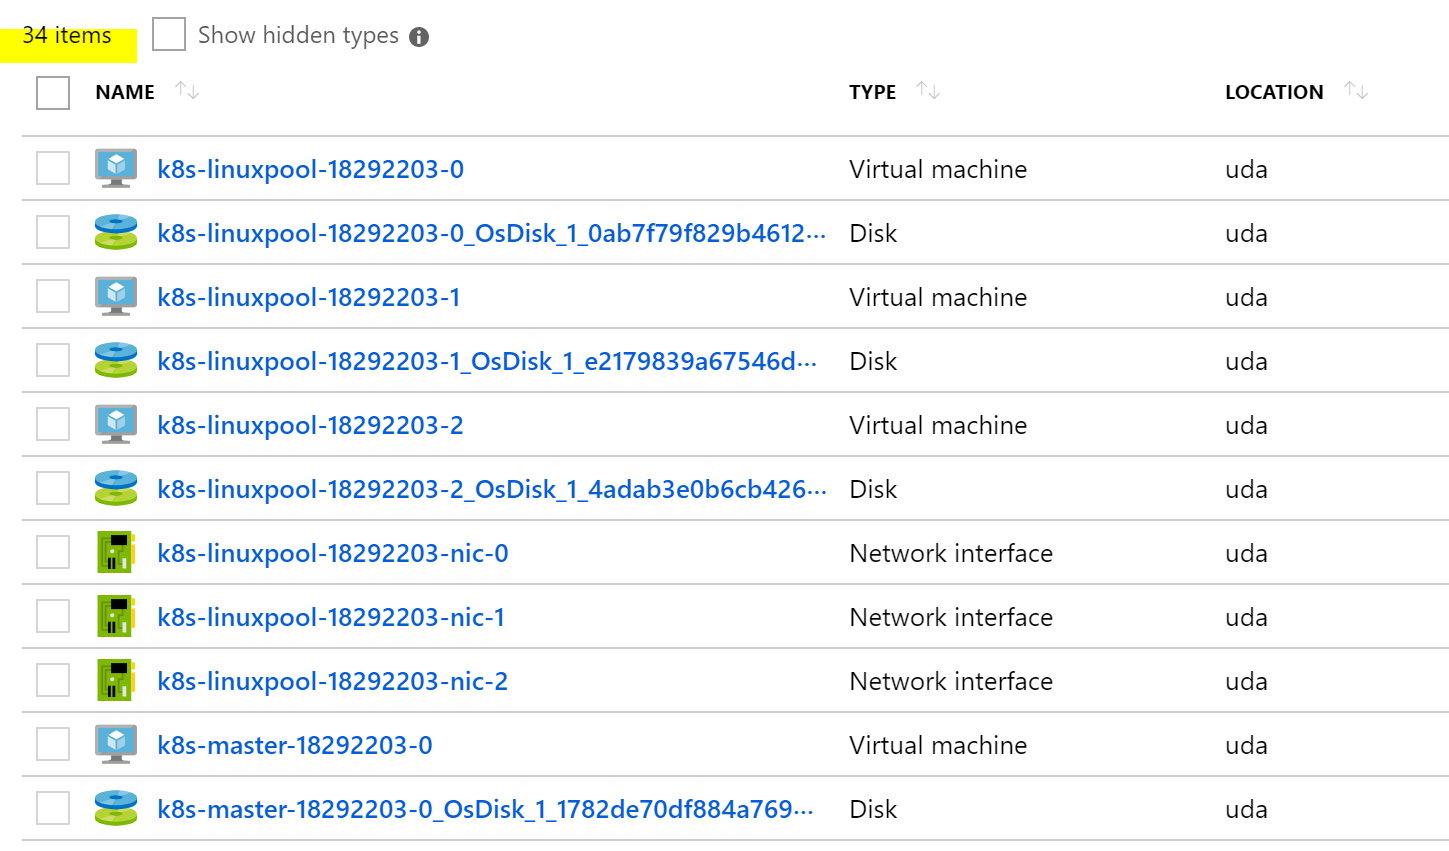 34 items Show hidden types
NAME TYPE LOCATION
k8s-linuxpool-18292203-0 Virtual machine uda
k8s-linuxpool-18292203-0_OsDisk_1_0ab7f79f829b4612... Disk uda
k8s-linuxpool-18292203-1 Virtual machine uda
k8s-linuxpool-18292203-1_OsDisk_1_e2179839a67546d... Disk uda
k8s-linuxpool-18292203-2 Virtual machine uda
k8s-linuxpool-18292203-2_OsDisk_1_4adab3e0b6cb426... Disk uda
k8s-linuxpool-18292203-nic-0 Network interface uda
k8s-linuxpool-18292203-nic-1 Network interface uda
k8s-linuxpool-18292203-nic-2 Network interface uda
k8s-master-18292203-0 Virtual machine uda
k8s-master-18292203-0_OsDisk_1_1782de70df884a769... Disk uda